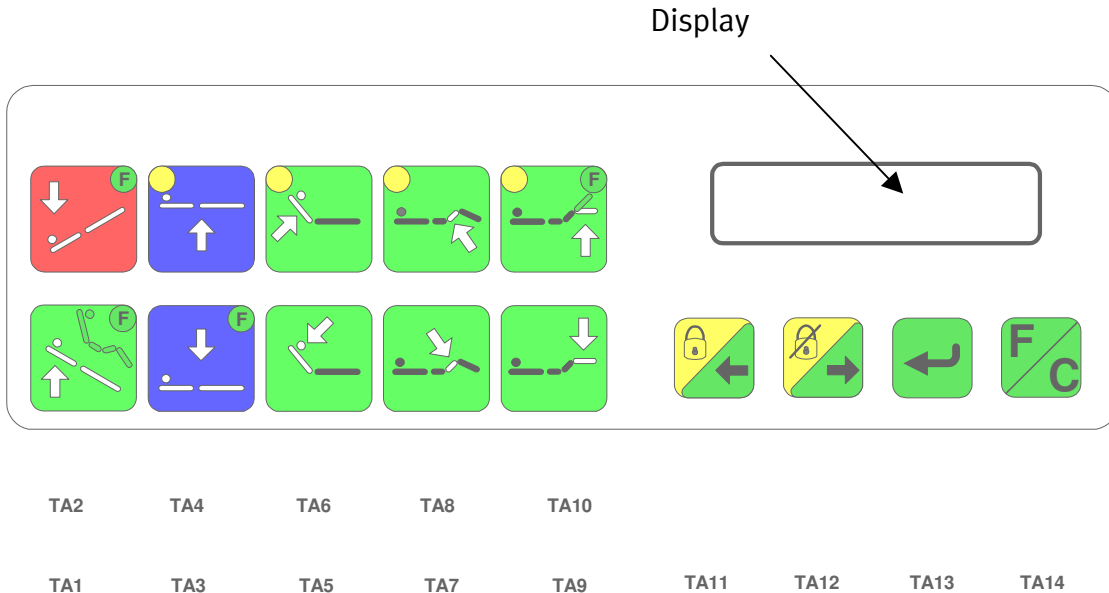 Display
F F
F F
F
C
TA2 TA4 TA6 TA8 TA10
TA1 TA3 TA5 TA7 TA9 TA11 TA12 TA13 TA14